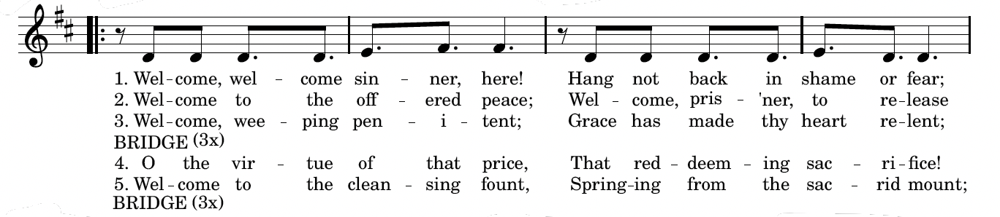 1. Wel-come, wel - come sin - ner, here! Hang not back in shame or fear;
2. Wel-come to the off - ered peace; Wel - come, pris - 'ner, to re-lease
3. Wel-come, wee - ping pen - i - tent; Grace has made thy heart re-lent;
BRIDGE (3x)
4. O the vir - tue of that price, That red - deem - ing sac - ri-fice!
5. Wel-come to the clean - sing fount, Spring-ing from the sac - rid mount;
BRIDGE (3x)